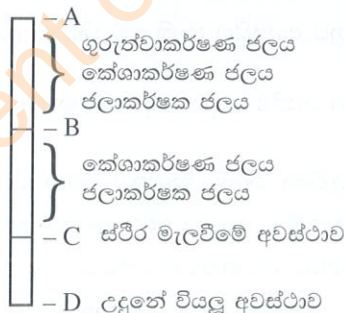 A
ගුරුත්වාකර්ෂණ ජලය
කේශාකර්ෂණ ජලය
ජලාකර්ෂක ජලය
B
කේශාකර්ෂණ ජලය
ජලාකර්ෂක ජලය
C ස්ථිර මැලවීමේ අවස්ථාව
D උදුනේ වියලූ අවස්ථාව